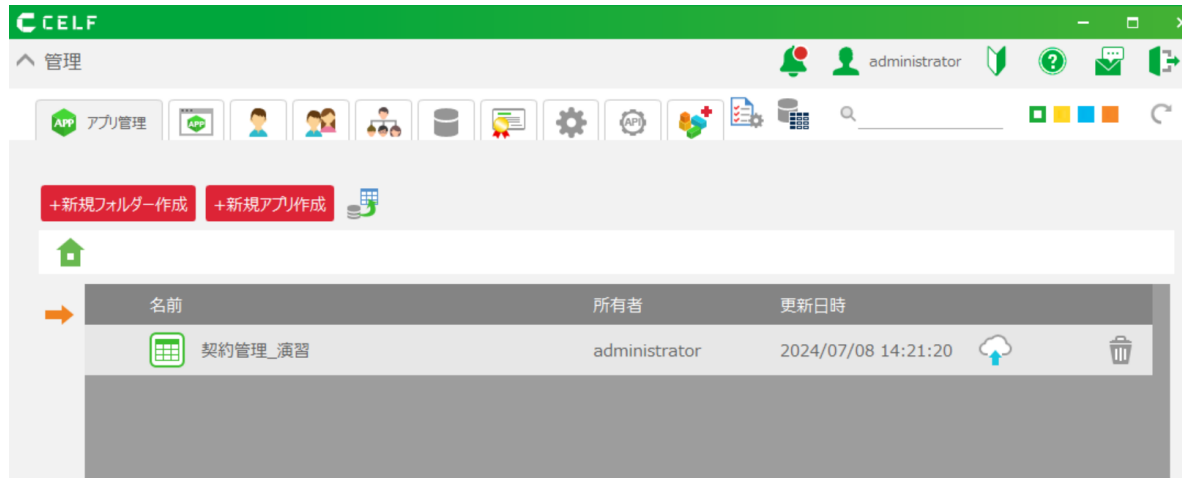 CELF
管理
administrator
アプリ管理
APP
API
+新規フォルダー作成 +新規アプリ作成
名前 所有者 更新日時
契約管理_演習 administrator 2024/07/08 14:21:20